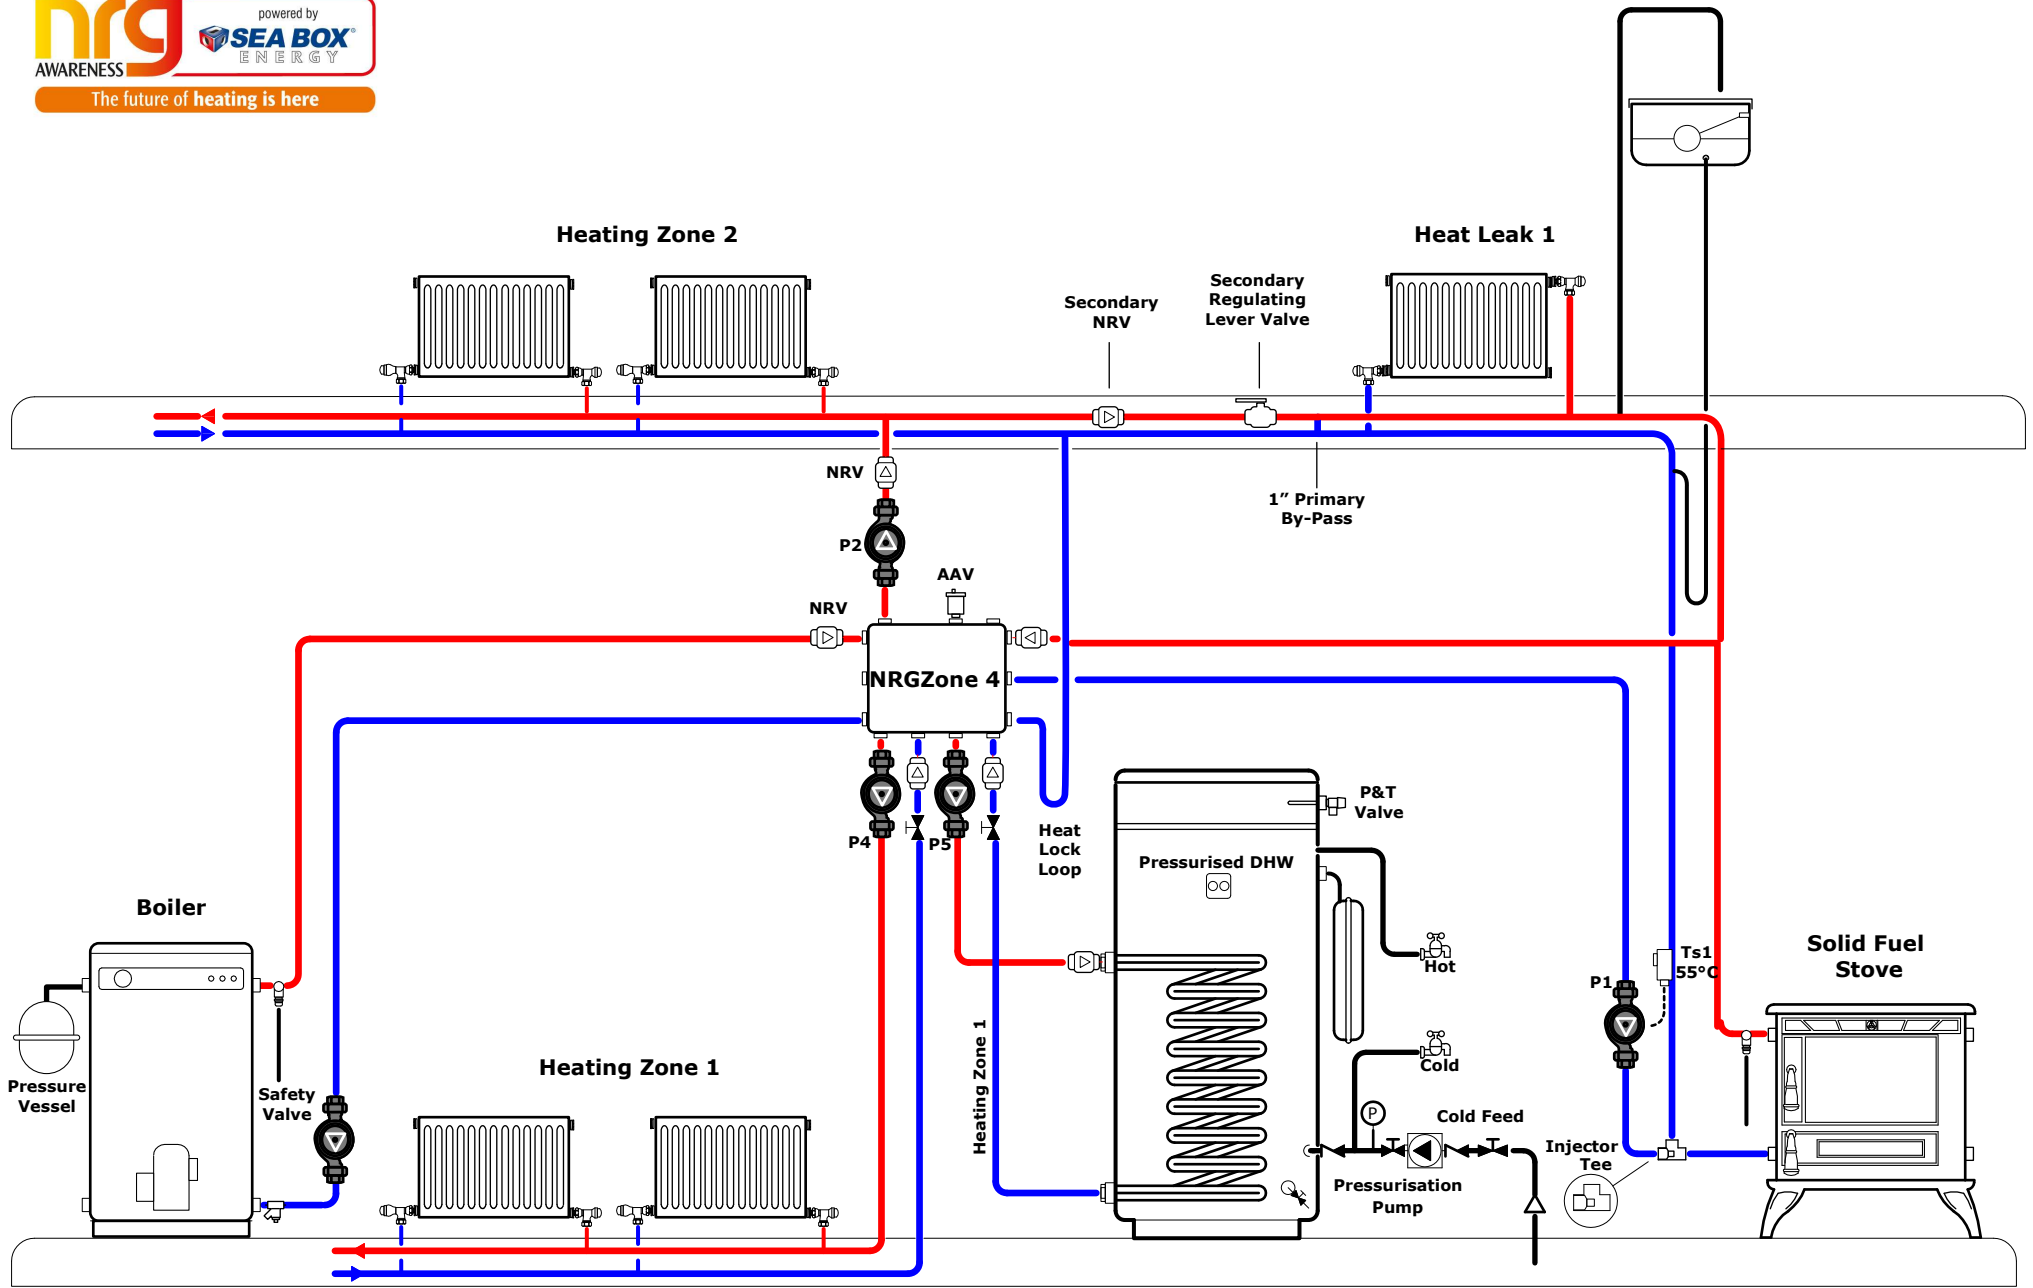 nrg
AWARENESS
powered by
SEA BOX®
ENERGY
The future of heating is here
Heating Zone 2
Heat Leak 1
Secondary
NRV
Secondary
Regulating
Lever Valve
NRV
1” Primary
By-Pass
P2
AAV
NRV
NRGZone 4
P4
P5
Heat
Lock
Loop
P&T
Valve
Pressurised DHW
Boiler
Hot
Ts1
55°C
P1
Solid Fuel
Stove
Pressure
Vessel
Safety
Valve
Heating Zone 1
Heating Zone 1
Cold
P
Cold Feed
Injector
Tee
Pressurisation
Pump